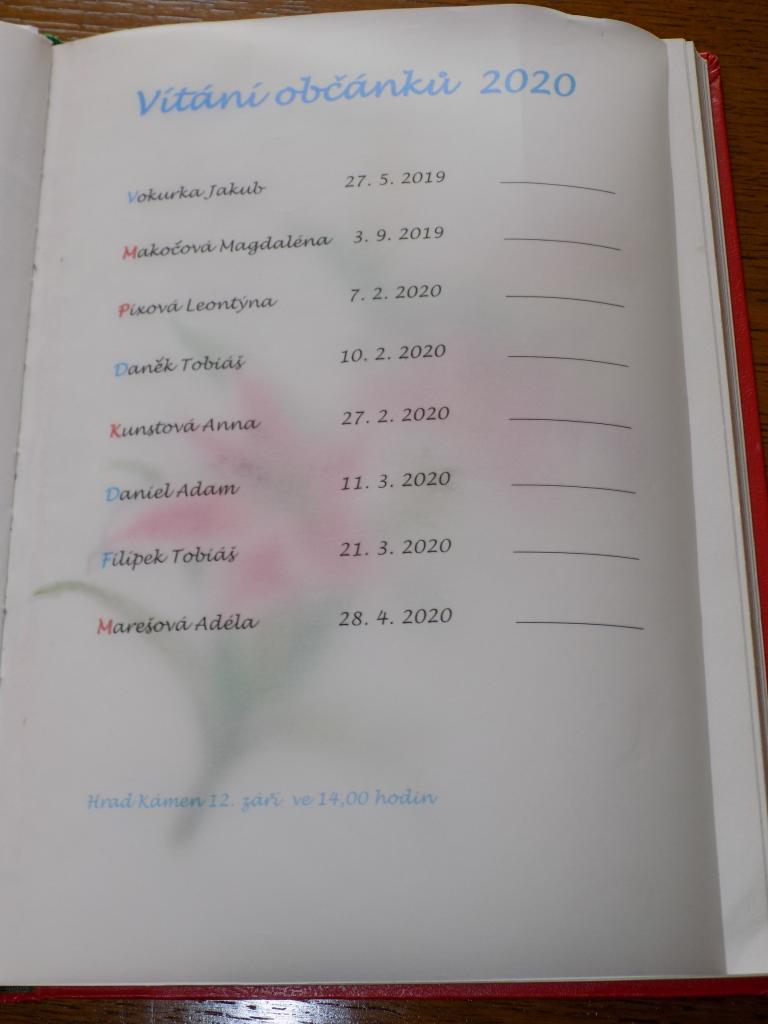 Vítání občánků 2020
Vokurka Jakub 27. 5. 2019
Makočová Magdaléna 3. 9. 2019
Pixová Leontýna 7. 2. 2020
Daněk Tobiáš 10. 2. 2020
Kunstová Anna 27. 2. 2020
Daniel Adam 11. 3. 2020
Filipek Tobiáš 21. 3. 2020
Marešová Adéla 28. 4. 2020
Hrad Kámen 12. září ve 14,00 hodin